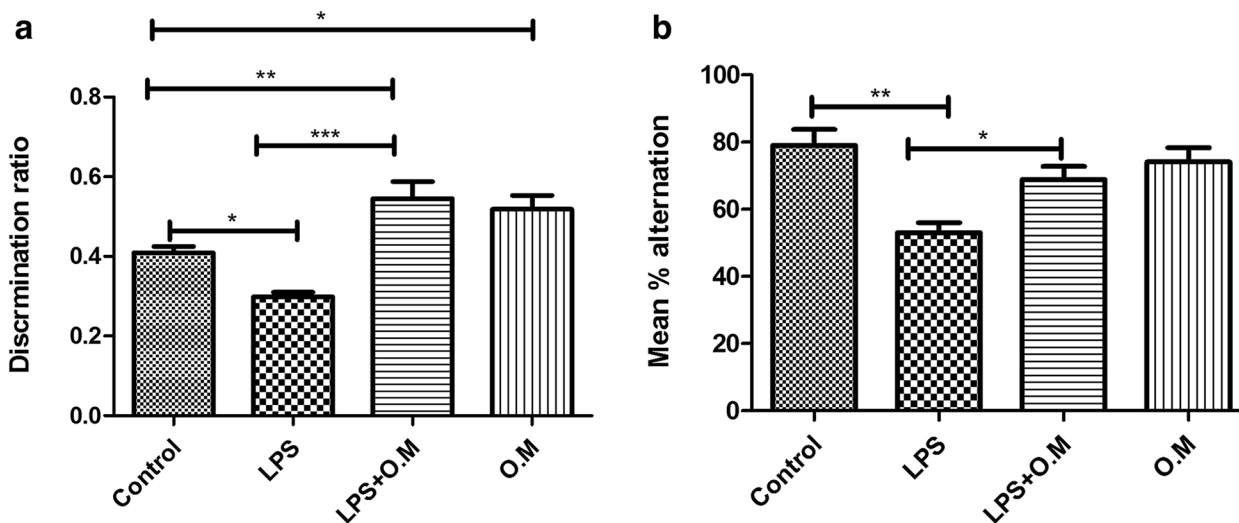 a
*
**
***
*
Discrmination ratio
0.8
0.6
0.4
0.2
0.0
Control
LPS
LPS+O.M
O.M
b
**
*
Mean % alternation
100
80
60
40
20
0
Control
LPS
LPS+O.M
O.M